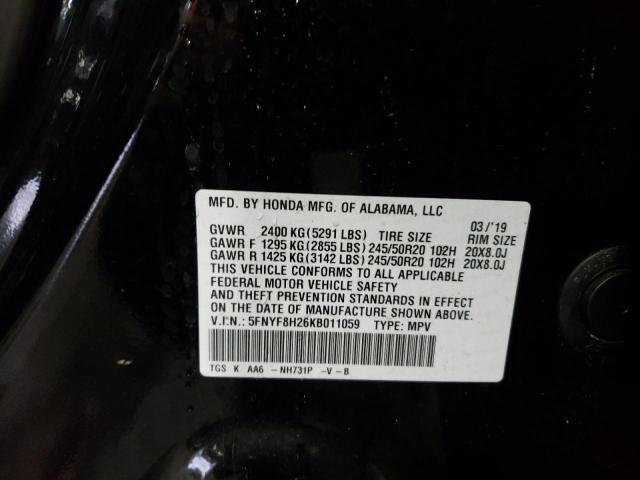 MFD. BY HONDA MFG. OF ALABAMA, LLC
03/'19
GVWR 2400 KG(5291 LBS) TIRE SIZE RIM SIZE
GAWR F 1295 KG(2855 LBS) 245/50R20 102H 20X8.0J
GAWR R 1425 KG(3142 LBS) 245/50R20 102H 20X8.0J
THIS VEHICLE CONFORMS TO ALL APPLICABLE
FEDERAL MOTOR VEHICLE SAFETY
AND THEFT PREVENTION STANDARDS IN EFFECT
ON THE DATE OF MANUFACTURE SHOWN ABOVE.
V.I.N.: 5FNYF8H26KB011059 TYPE: MPV
TGS K AA6 -NH731P -V -B